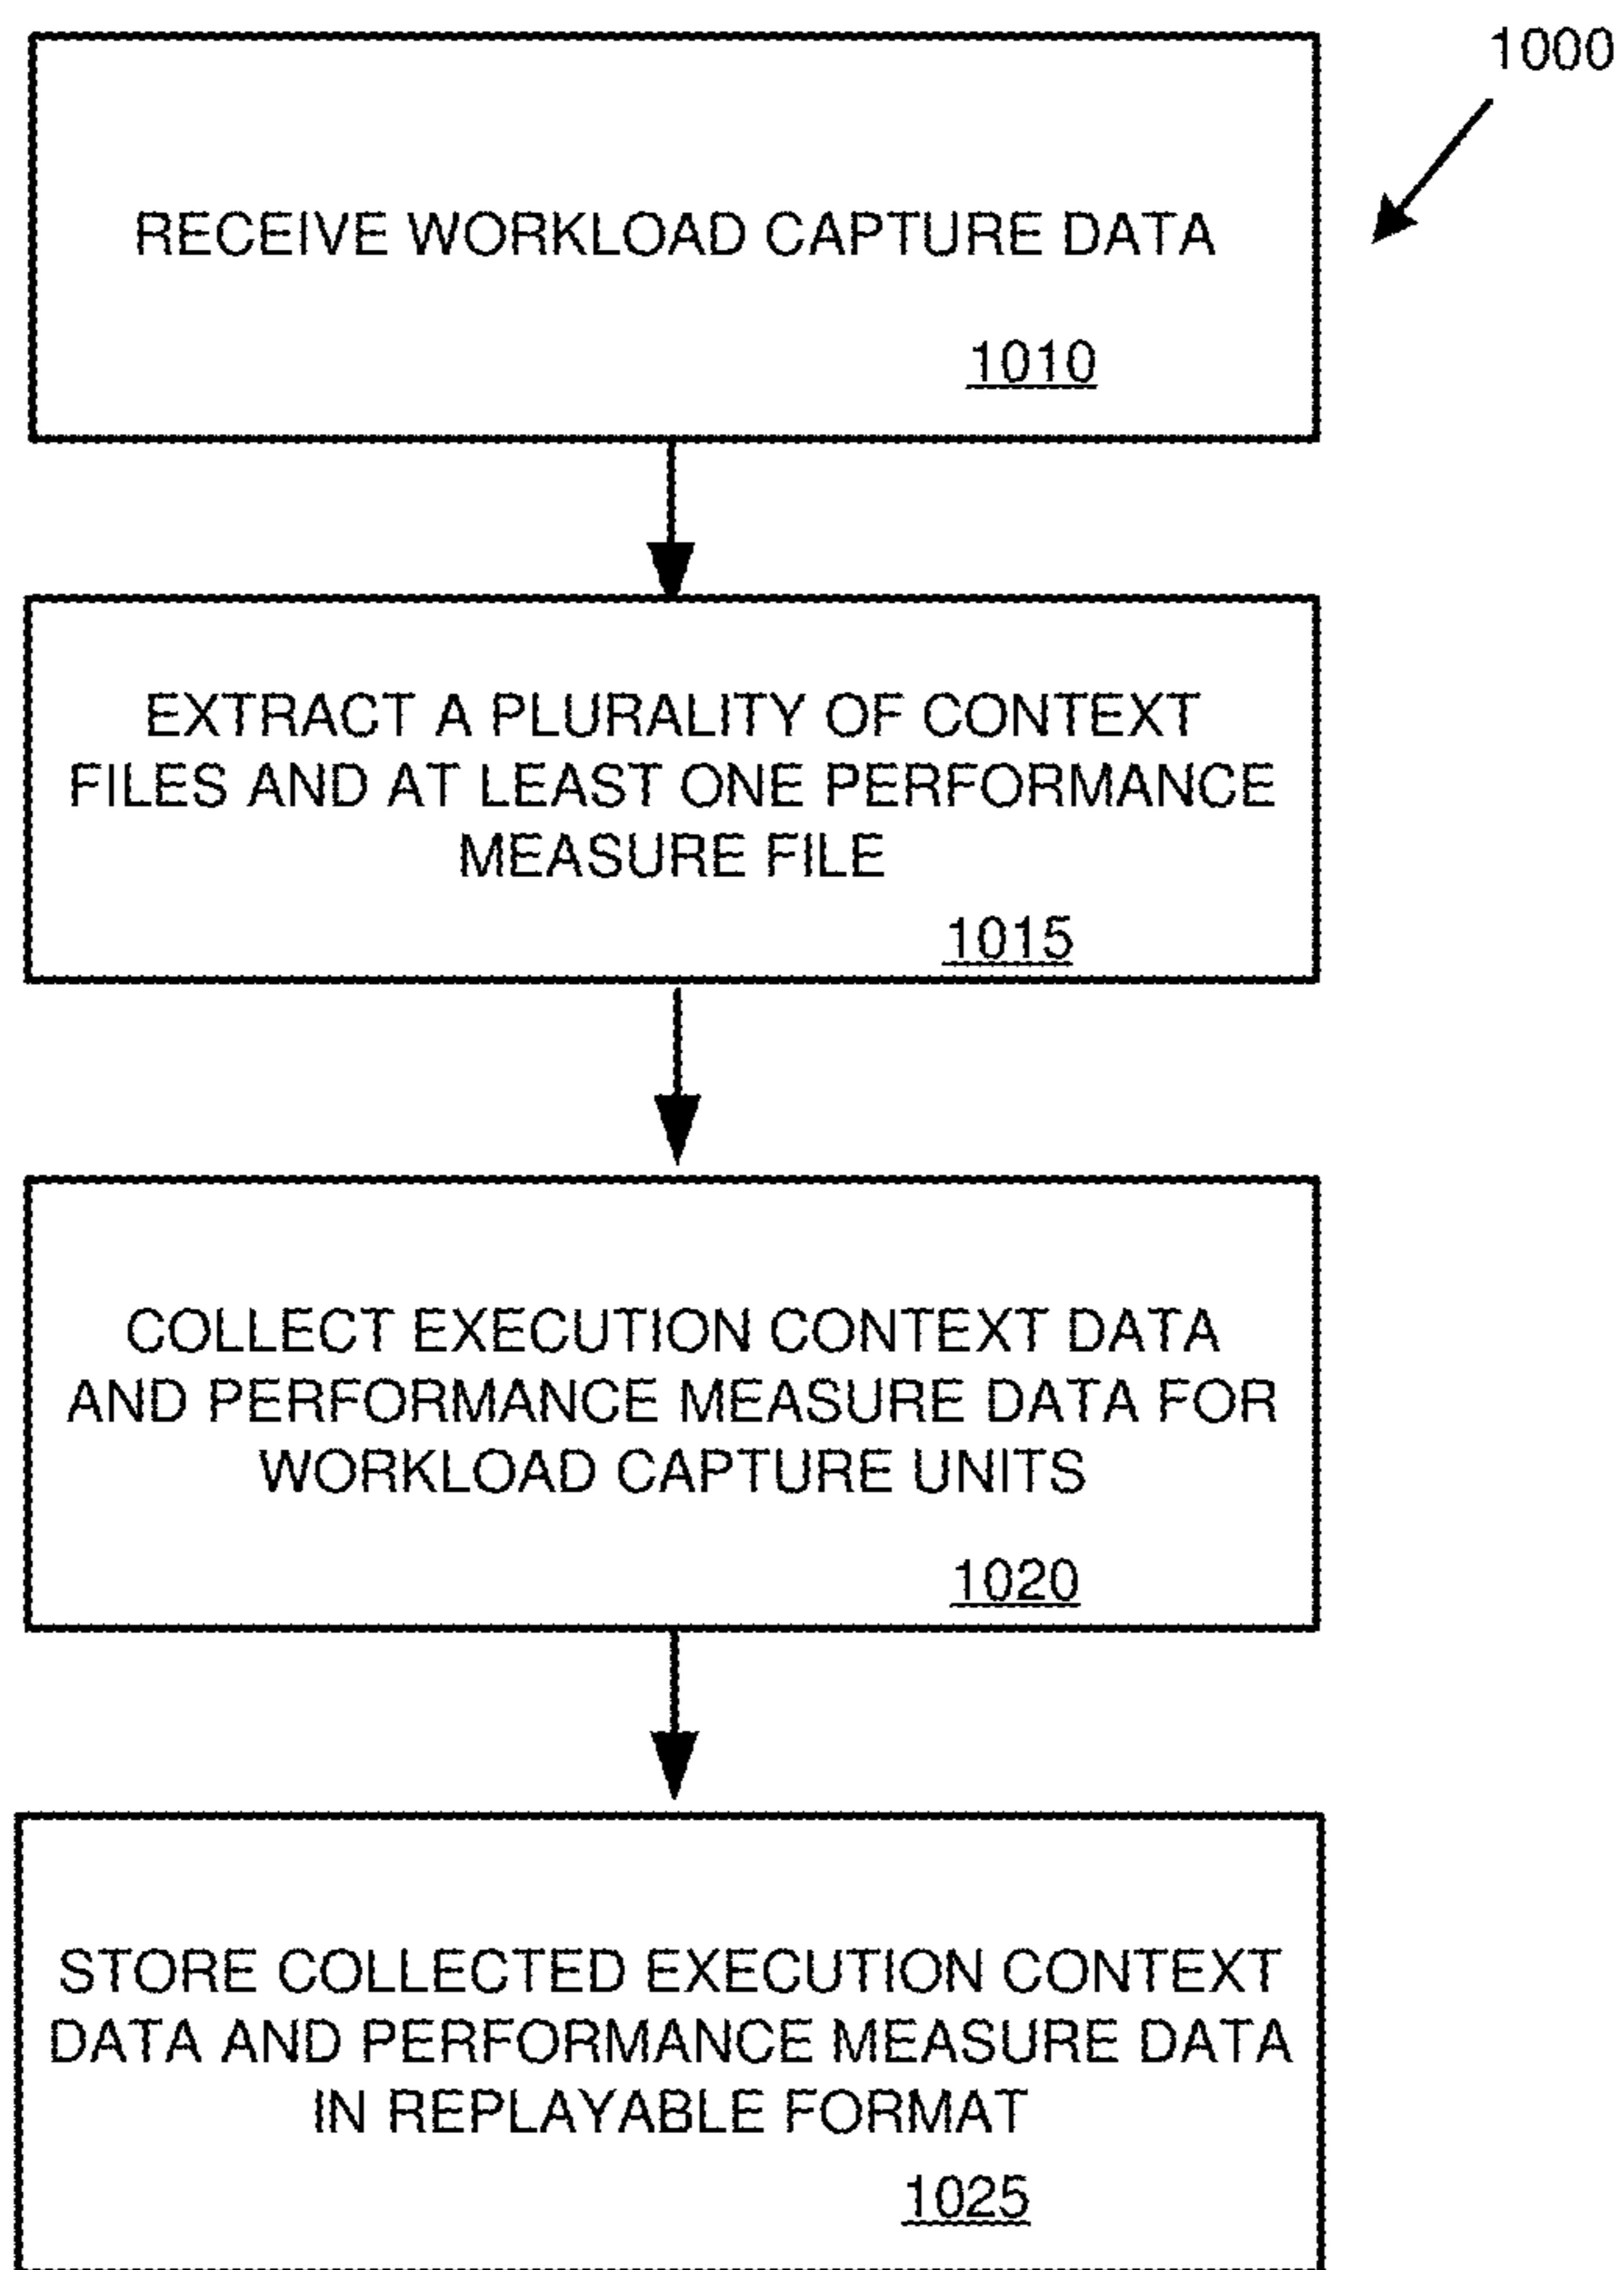 1000
RECEIVE WORKLOAD CAPTURE DATA
1010
EXTRACT A PLURALITY OF CONTEXT
FILES AND AT LEAST ONE PERFORMANCE
MEASURE FILE
1015
COLLECT EXECUTION CONTEXT DATA
AND PERFORMANCE MEASURE DATA FOR
WORKLOAD CAPTURE UNITS
1020
STORE COLLECTED EXECUTION CONTEXT
DATA AND PERFORMANCE MEASURE DATA
IN REPLAYABLE FORMAT
1025